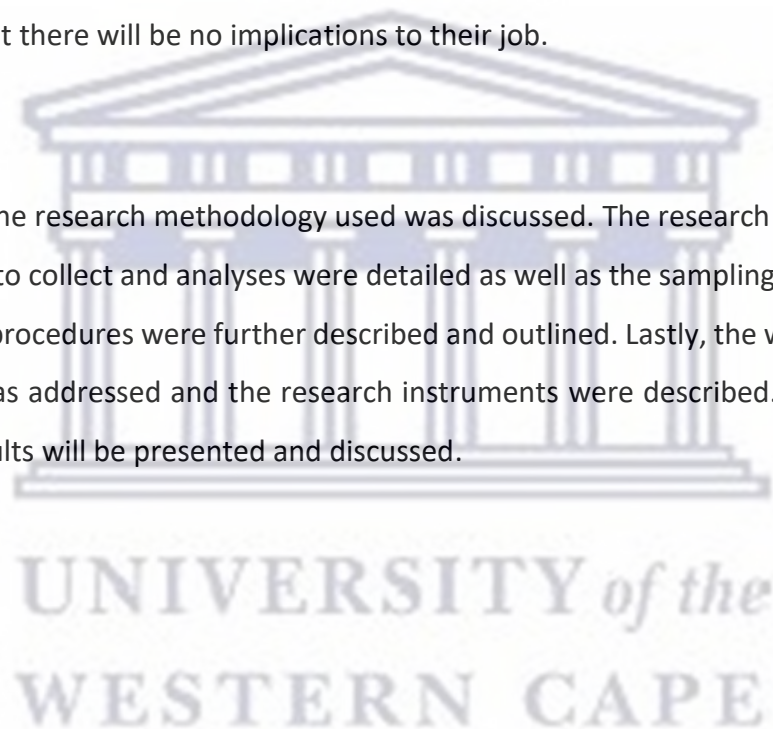 t there will be no implications to their job.
ne research methodology used was discussed. The research
to collect and analyses were detailed as well as the sampling
procedures were further described and outlined. Lastly, the w
as addressed and the research instruments were described.
ults will be presented and discussed.
UNIVERSITY of the
WESTERN CAPE